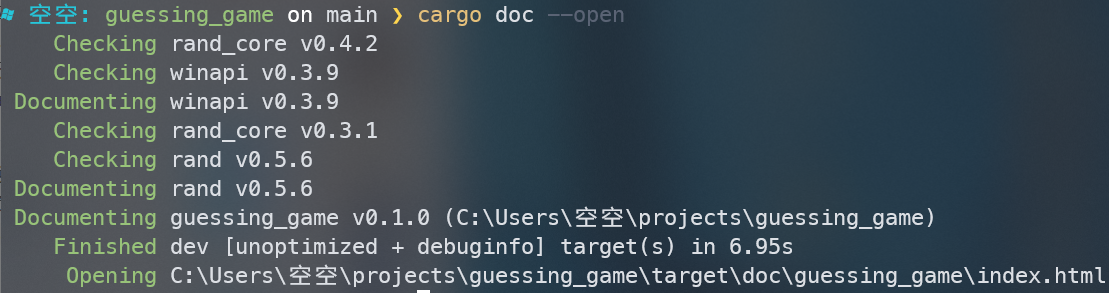 空空: guessing_game on main ❯ cargo doc --open
Checking rand_core v0.4.2
Checking winapi v0.3.9
Documenting winapi v0.3.9
Checking rand_core v0.3.1
Checking rand v0.5.6
Documenting rand v0.5.6
Documenting guessing_game v0.1.0 (C:\Users\空空\projects\guessing_game)
Finished dev [unoptimized + debuginfo] target(s) in 6.95s
Opening C:\Users\空空\projects\guessing_game\target\doc\guessing_game\index.html